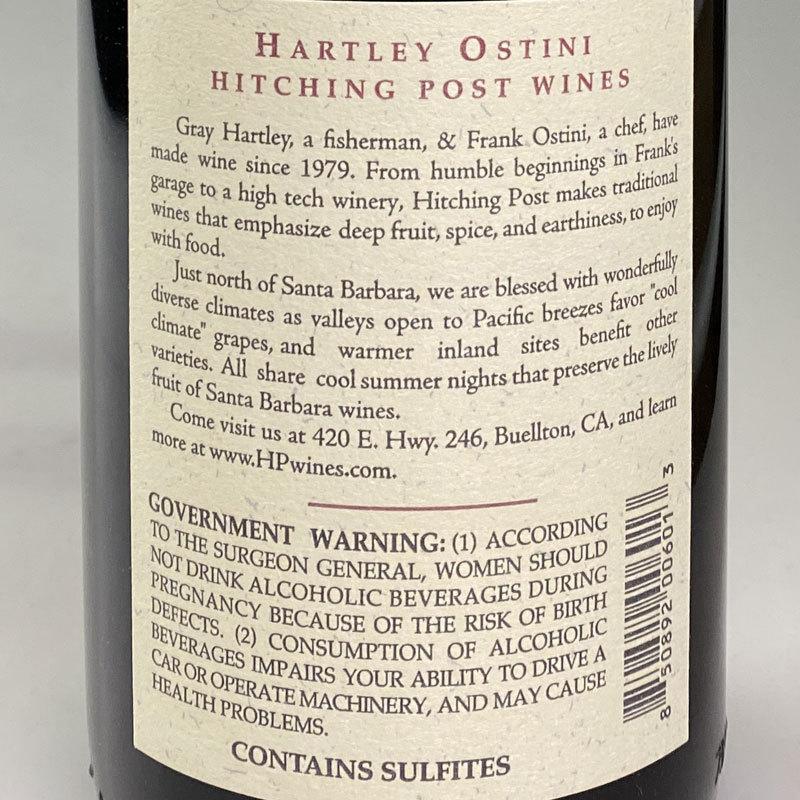 HARTLEY OSTINI
HITCHING POST WINES
Gray Hartley, a fisherman, & Frank Ostini, a chef, have
made wine since 1979. From humble beginnings in Frank's
garage to a high tech winery, Hitching Post makes traditional
wines that emphasize deep fruit, spice, and earthiness, to enjoy
with food.
Just north of Santa Barbara, we are blessed with wonderfully
diverse climates as valleys open to Pacific breezes favor "cool
climate" grapes, and warmer inland sites benefit other
varieties. All share cool summer nights that preserve the lively
fruit of Santa Barbara wines.
Come visit us at 420 E. Hwy. 246, Buellton, CA, and learn
more at www.HPwines.com.
GOVERNMENT WARNING: (1) ACCORDING
TO THE SURGEON GENERAL, WOMEN SHOULD
NOT DRINK ALCOHOLIC BEVERAGES DURING
PREGNANCY BECAUSE OF THE RISK OF BIRTH
DEFECTS. (2) CONSUMPTION OF ALCOHOLIC
BEVERAGES IMPAIRS YOUR ABILITY TO DRIVE A
CAR OR OPERATE MACHINERY, AND MAY CAUSE
HEALTH PROBLEMS.
CONTAINS SULFITES
8 50892 00601 3